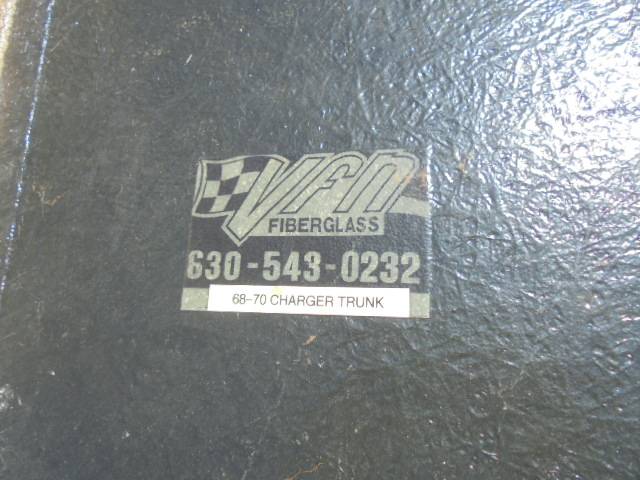 VFN
FIBERGLASS
630-543-0232
68-70 CHARGER TRUNK